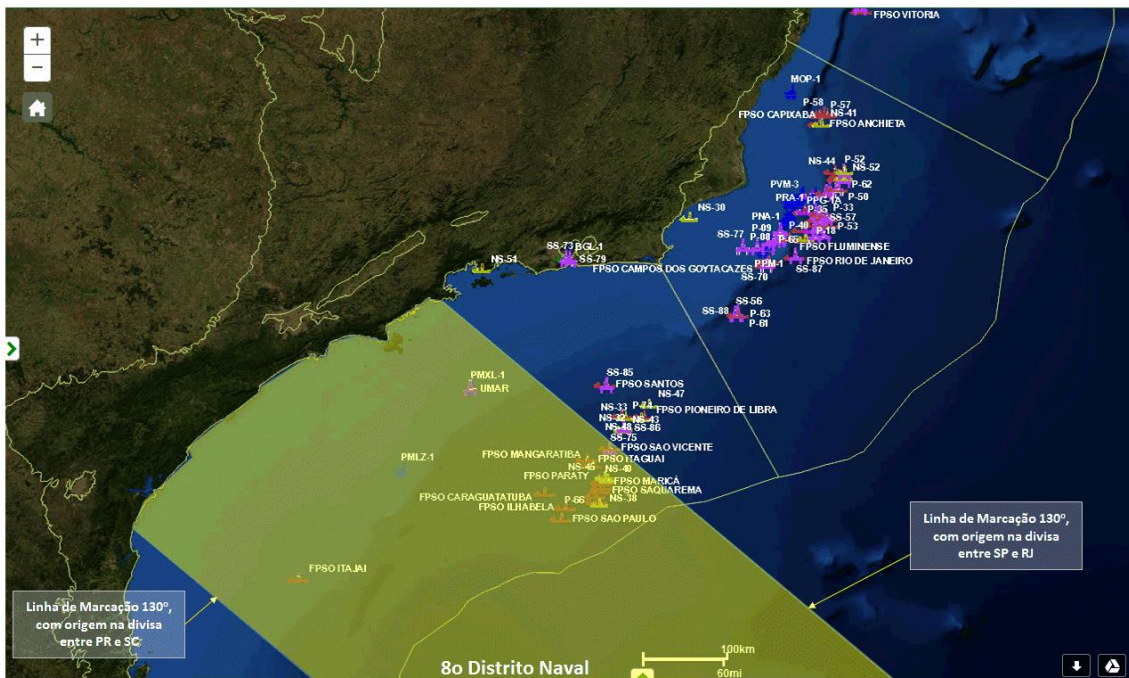 +
−
FPSO VITORIA
MOP-1
P-58
P-57
FPSO CAPIXABA
NS-41
FPSO ANCHIETA
P-52
NS-44
NS-52
PVM-3
P-62
PRA-1
PPG-1A
P-50
NS-30
P-35
P-33
PNA-1
SS-57
P-40
P-53
P-09
P-18
SS-77
P-08
P-65
FPSO FLUMINENSE
SS-73
BGL-1
NS-51
SS-79
FPSO CAMPOS DOS GOYTACAZES
PPM-1
FPSO RIO DE JANEIRO
SS-70
SS-87
SS-56
SS-88
P-63
P-61
PMXL-1
UMAR
SS-85
FPSO SANTOS
NS-47
NS-33
P-74
FPSO PIONEIRO DE LIBRA
NS-32
NS-43
NS-48
SS-86
SS-75
FPSO SAO VICENTE
FPSO MANGARATIBA
FPSO ITAGUAI
PMLZ-1
NS-45
NS-40
FPSO PARATY
FPSO MARICÁ
FPSO SAQUAREMA
FPSO CARAGUATATUBA
NS-38
P-66
FPSO ILHABELA
FPSO SAO PAULO
Linha de Marcação 130º,
com origem na divisa
entre SP e RJ
FPSO ITAJAI
Linha de Marcação 130º,
com origem na divisa
entre PR e SC
100km
60mi
8o Distrito Naval